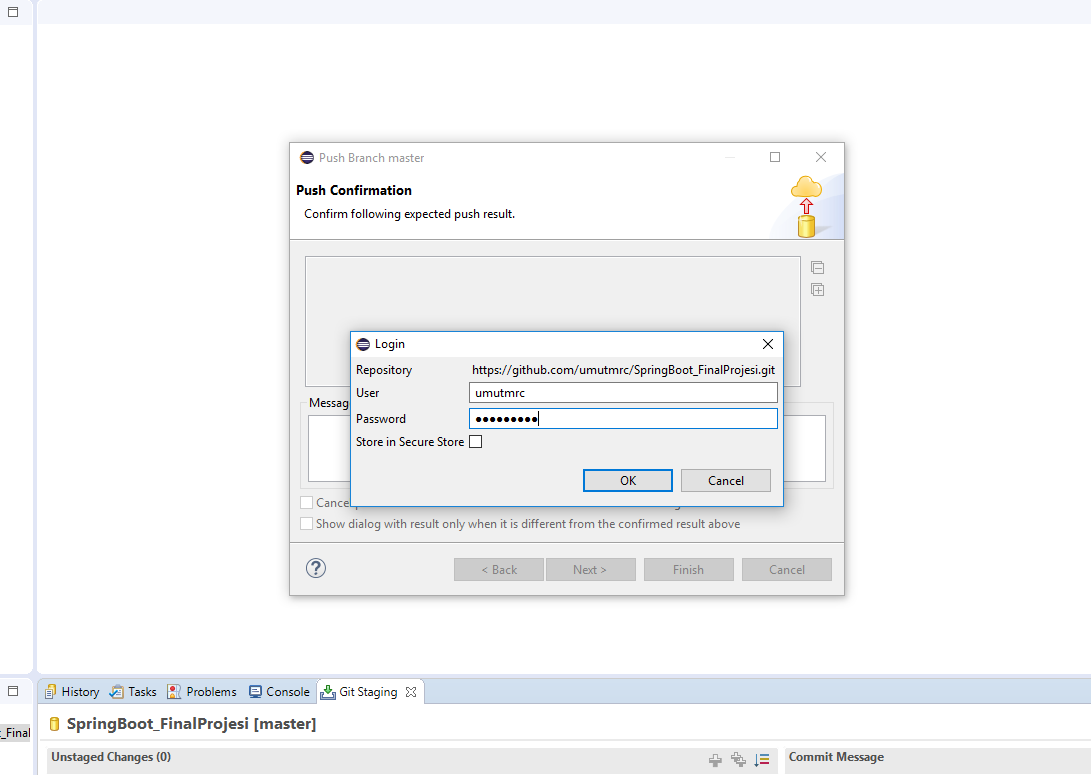 Push Branch master
Push Confirmation
Confirm following expected push result.
Login
Repository https://github.com/umutmrc/SpringBoot_FinalProjesi.git
User umutmrc
Messag
Password ●●●●●●●●●
Store in Secure Store
OK Cancel
Cance
Show dialog with result only when it is different from the confirmed result above
? < Back Next > Finish Cancel
History Tasks Problems Console Git Staging
SpringBoot_FinalProjesi [master]
_Final
Unstaged Changes (0) Commit Message